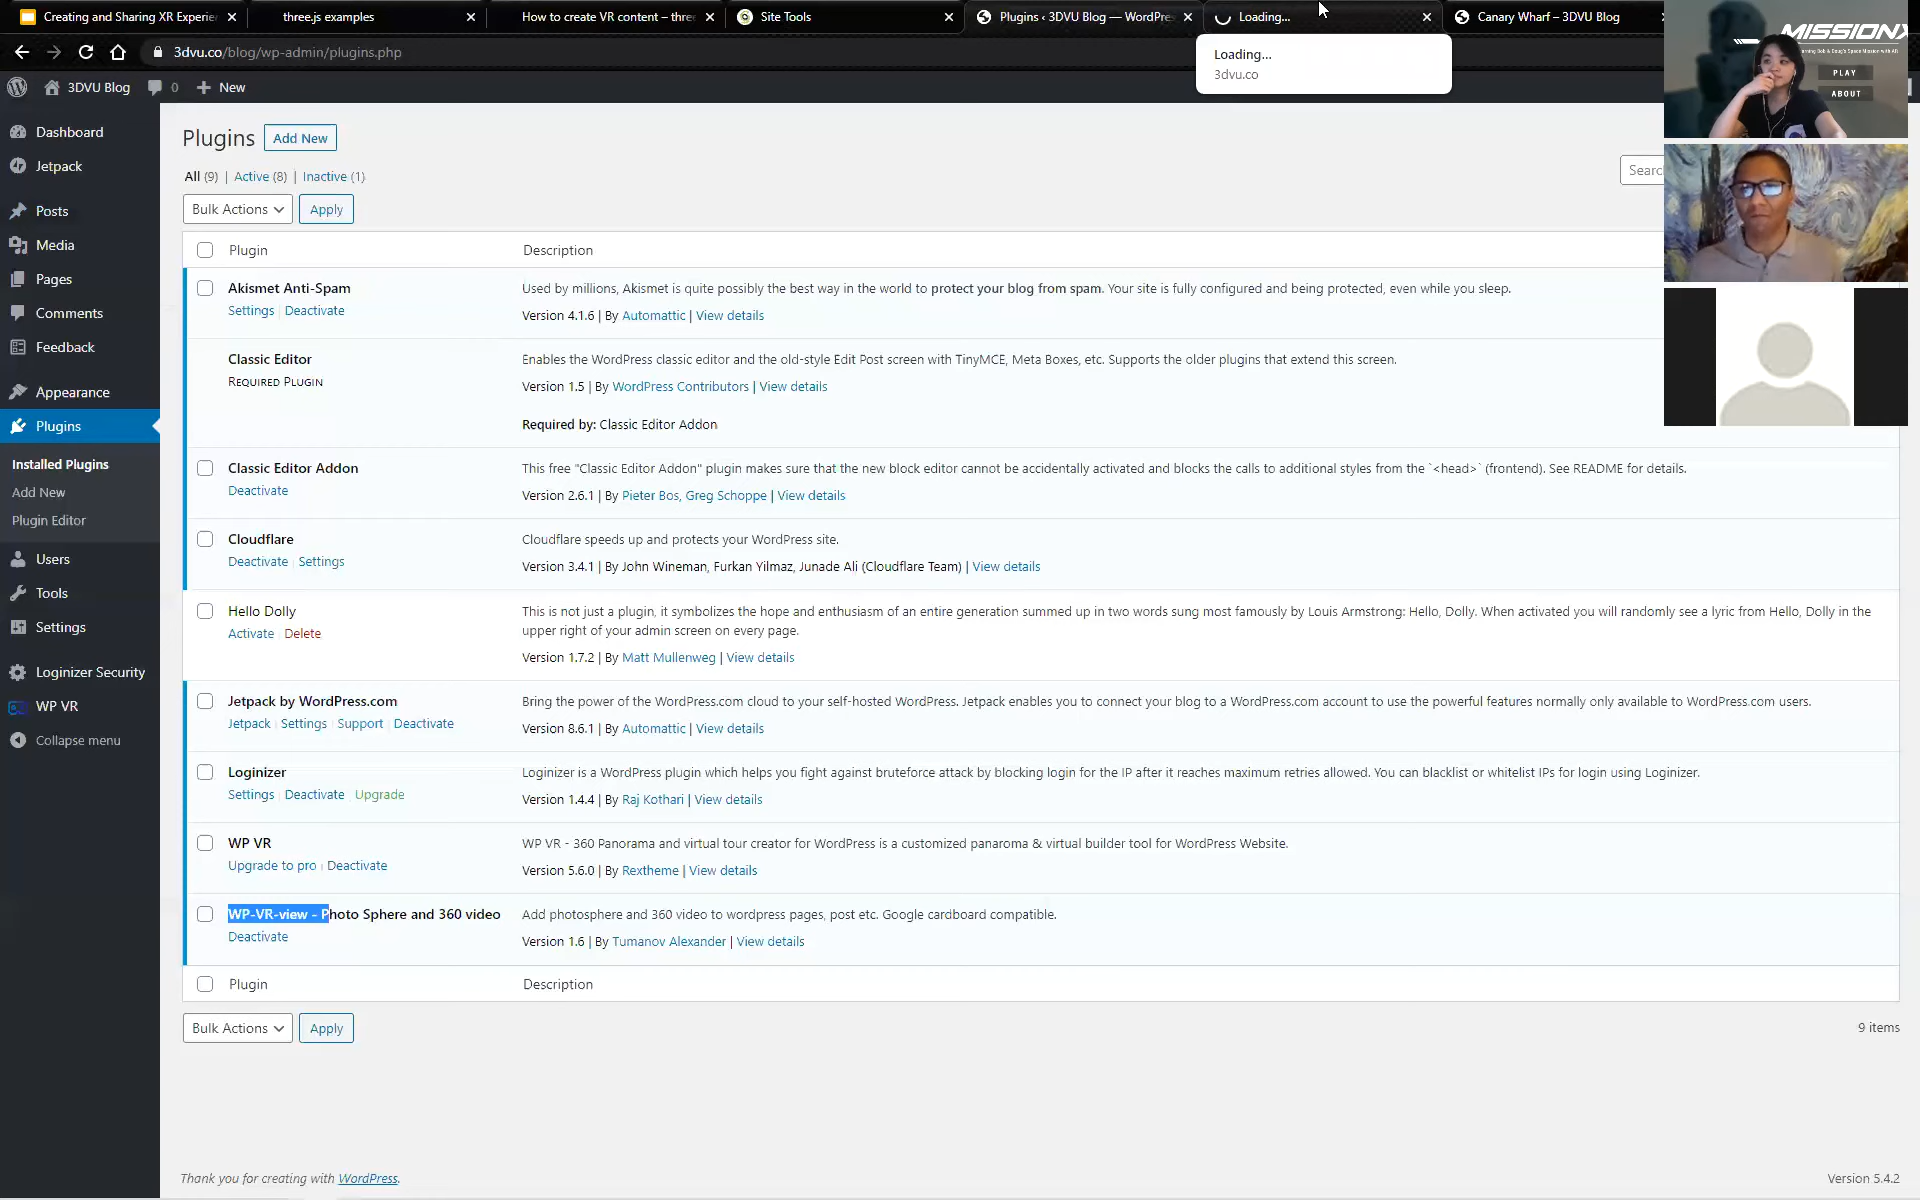 Creating and Sharing XR Experie
three.js examples
How to create VR content – thre
Site Tools
Plugins ‹ 3DVU Blog — WordPre
Loading...
Canary Wharf – 3DVU Blog
3dvu.co/blog/wp-admin/plugins.php
Loading...
3dvu.co
MISSIONX
PLAY
ABOUT
3DVU Blog
0
New
Dashboard
Jetpack
Posts
Media
Pages
Comments
Feedback
Appearance
Plugins
Installed Plugins
Add New
Plugin Editor
Users
Tools
Settings
Loginizer Security
WP VR
Collapse menu
Plugins Add New
All (9) | Active (8) | Inactive (1)
Searc
Bulk Actions Apply
Plugin Description
Akismet Anti-Spam
Settings | Deactivate
Used by millions, Akismet is quite possibly the best way in the world to protect your blog from spam. Your site is fully configured and being protected, even while you sleep.
Version 4.1.6 | By Automattic | View details
Classic Editor
Required Plugin
Enables the WordPress classic editor and the old-style Edit Post screen with TinyMCE, Meta Boxes, etc. Supports the older plugins that extend this screen.
Version 1.5 | By WordPress Contributors | View details
Required by: Classic Editor Addon
Classic Editor Addon
Deactivate
This free "Classic Editor Addon" plugin makes sure that the new block editor cannot be accidentally activated and blocks the calls to additional styles from the `<head>` (frontend). See README for details.
Version 2.6.1 | By Pieter Bos, Greg Schoppe | View details
Cloudflare
Deactivate | Settings
Cloudflare speeds up and protects your WordPress site.
Version 3.4.1 | By John Wineman, Furkan Yilmaz, Junade Ali (Cloudflare Team) | View details
Hello Dolly
Activate | Delete
This is not just a plugin, it symbolizes the hope and enthusiasm of an entire generation summed up in two words sung most famously by Louis Armstrong: Hello, Dolly. When activated you will randomly see a lyric from Hello, Dolly in the
upper right of your admin screen on every page.
Version 1.7.2 | By Matt Mullenweg | View details
Jetpack by WordPress.com
Jetpack | Settings | Support | Deactivate
Bring the power of the WordPress.com cloud to your self-hosted WordPress. Jetpack enables you to connect your blog to a WordPress.com account to use the powerful features normally only available to WordPress.com users.
Version 8.6.1 | By Automattic | View details
Loginizer
Settings | Deactivate | Upgrade
Loginizer is a WordPress plugin which helps you fight against bruteforce attack by blocking login for the IP after it reaches maximum retries allowed. You can blacklist or whitelist IPs for login using Loginizer.
Version 1.4.4 | By Raj Kothari | View details
WP VR
Upgrade to pro | Deactivate
WP VR - 360 Panorama and virtual tour creator for WordPress is a customized panaroma & virtual builder tool for WordPress Website.
Version 5.6.0 | By Rextheme | View details
WP-VR-view - Photo Sphere and 360 video
Deactivate
Add photosphere and 360 video to wordpress pages, post etc. Google cardboard compatible.
Version 1.6 | By Tumanov Alexander | View details
Plugin Description
Bulk Actions Apply
9 items
Thank you for creating with WordPress.
Version 5.4.2